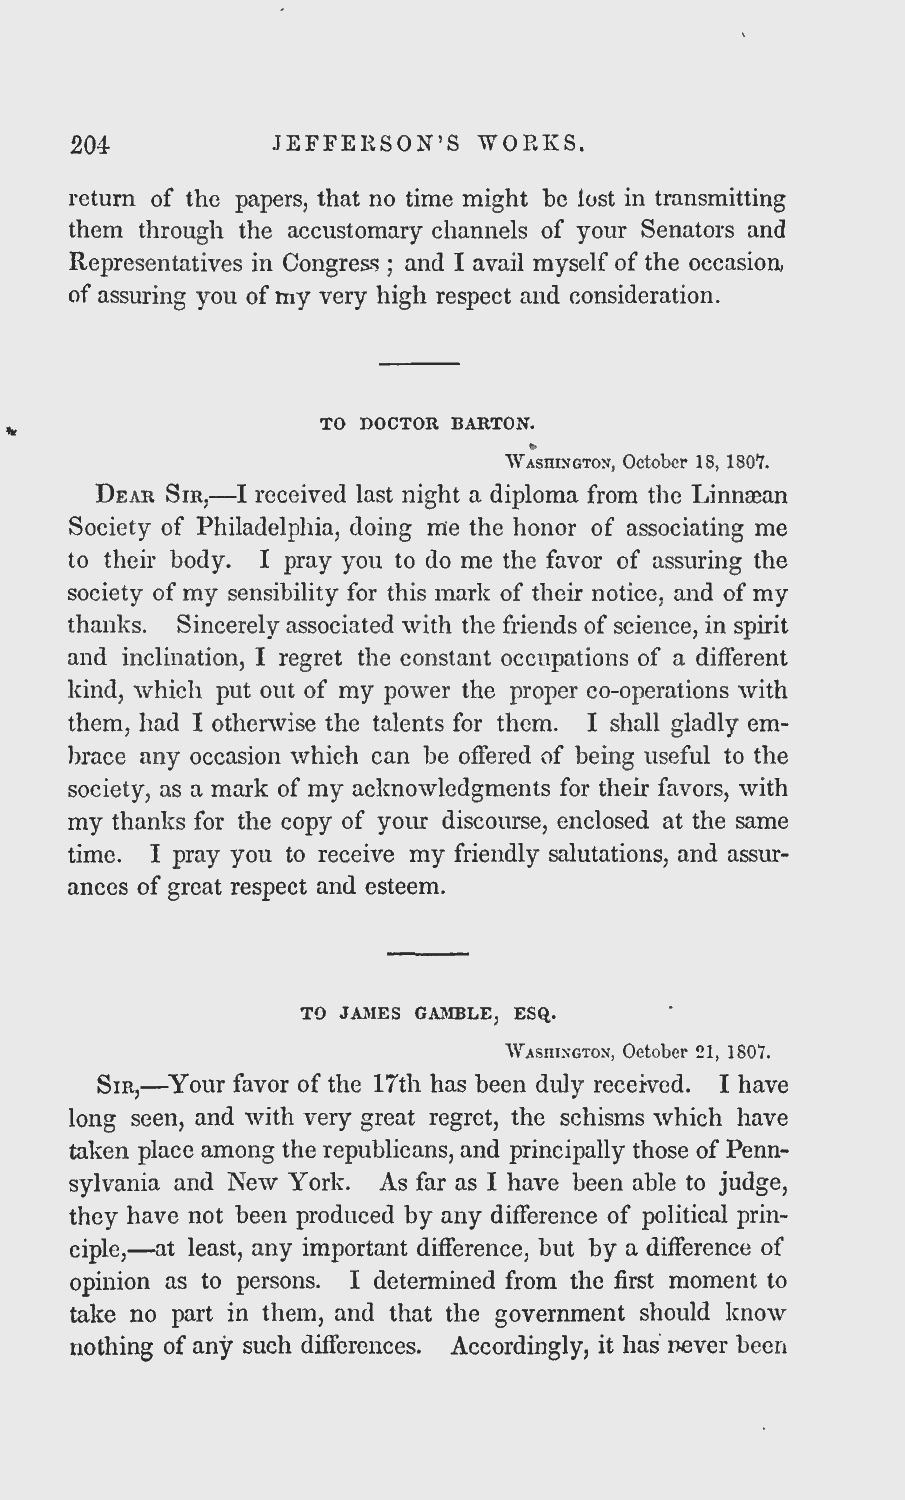 204 JEFFERSON'S WORKS.
return of the papers, that no time might be lost in transmitting
them through the accustomary channels of your Senators and
Representatives in Congress; and I avail myself of the occasion,
of assuring you of my very high respect and consideration.
TO DOCTOR BARTON.
Washington, October 18, 1807.
Dear Sir,—I received last night a diploma from the Linnæan
Society of Philadelphia, doing me the honor of associating me
to their body. I pray you to do me the favor of assuring the
society of my sensibility for this mark of their notice, and of my
thanks. Sincerely associated with the friends of science, in spirit
and inclination, I regret the constant occupations of a different
kind, which put out of my power the proper co-operations with
them, had I otherwise the talents for them. I shall gladly em-
brace any occasion which can be offered of being useful to the
society, as a mark of my acknowledgments for their favors, with
my thanks for the copy of your discourse, enclosed at the same
time. I pray you to receive my friendly salutations, and assur-
ances of great respect and esteem.
TO JAMES GAMBLE, ESQ.
Washington, October 21, 1807.
Sir,—Your favor of the 17th has been duly received. I have
long seen, and with very great regret, the schisms which have
taken place among the republicans, and principally those of Penn-
sylvania and New York. As far as I have been able to judge,
they have not been produced by any difference of political prin-
ciple,—at least, any important difference, but by a difference of
opinion as to persons. I determined from the first moment to
take no part in them, and that the government should know
nothing of any such differences. Accordingly, it has never been